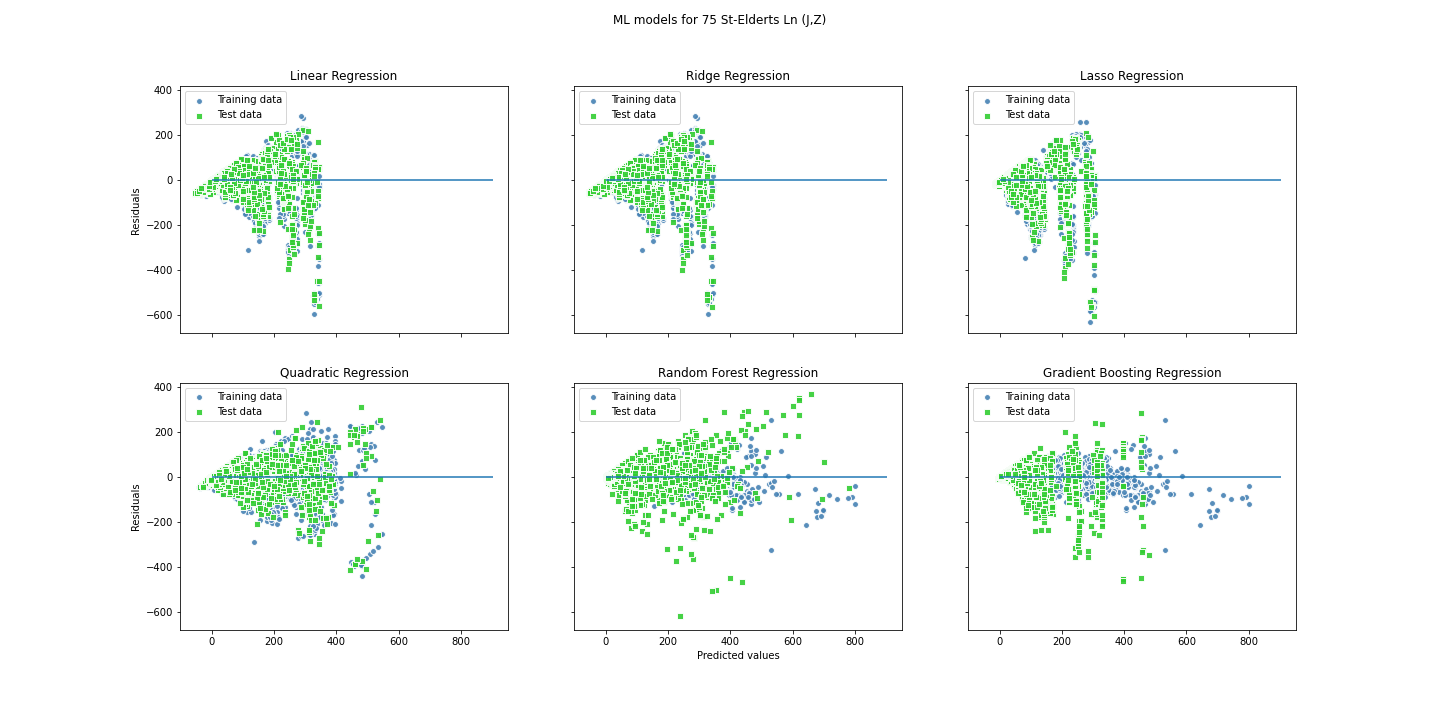 ML models for 75 St-Elderts Ln (J,Z)
Linear Regression
Ridge Regression
Lasso Regression
Training data
Test data
Training data
Test data
Training data
Test data
400
200
0
−200
−400
−600
Residuals
Quadratic Regression
Random Forest Regression
Gradient Boosting Regression
Training data
Test data
Training data
Test data
Training data
Test data
400
200
0
−200
−400
−600
Residuals
0 200 400 600 800
0 200 400 600 800
0 200 400 600 800
Predicted values